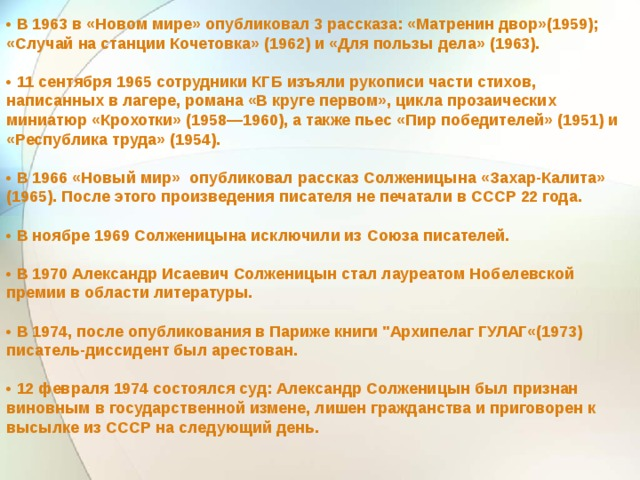 • В 1963 в «Новом мире» опубликовал 3 рассказа: «Матренин двор»(1959);
«Случай на станции Кочетовка» (1962) и «Для пользы дела» (1963).
• 11 сентября 1965 сотрудники КГБ изъяли рукописи части стихов,
написанных в лагере, романа «В круге первом», цикла прозаических
миниатюр «Крохотки» (1958—1960), а также пьес «Пир победителей» (1951) и
«Республика труда» (1954).
• В 1966 «Новый мир»  опубликовал рассказ Солженицына «Захар-Калита»
(1965). После этого произведения писателя не печатали в СССР 22 года.
• В ноябре 1969 Солженицына исключили из Союза писателей.
• В 1970 Александр Исаевич Солженицын стал лауреатом Нобелевской
премии в области литературы.
• В 1974, после опубликования в Париже книги "Архипелаг ГУЛАГ«(1973)
писатель-диссидент был арестован.
• 12 февраля 1974 состоялся суд: Александр Солженицын был признан
виновным в государственной измене, лишен гражданства и приговорен к
высылке из СССР на следующий день.